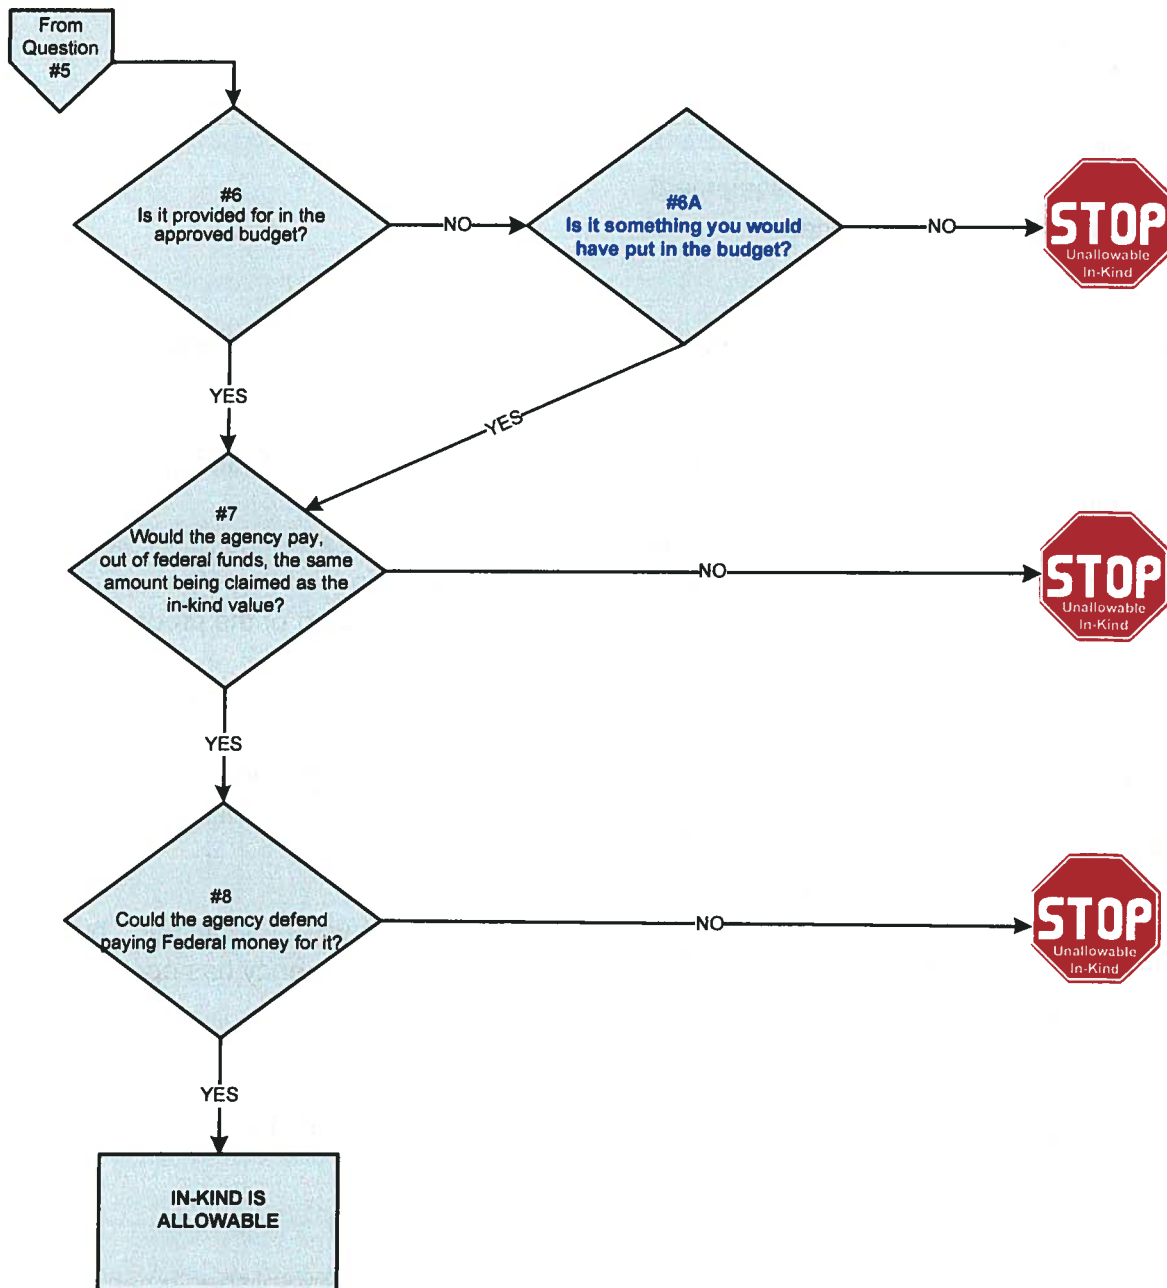 From
Question
#5
#6
Is it provided for in the
approved budget?
NO
#6A
Is it something you would
have put in the budget?
NO
STOP
Unallowable
In-Kind
YES
YES
#7
Would the agency pay,
out of federal funds, the same
amount being claimed as the
in-kind value?
NO
STOP
Unallowable
In-Kind
YES
#8
Could the agency defend
paying Federal money for it?
NO
STOP
Unallowable
In-Kind
YES
IN-KIND IS
ALLOWABLE